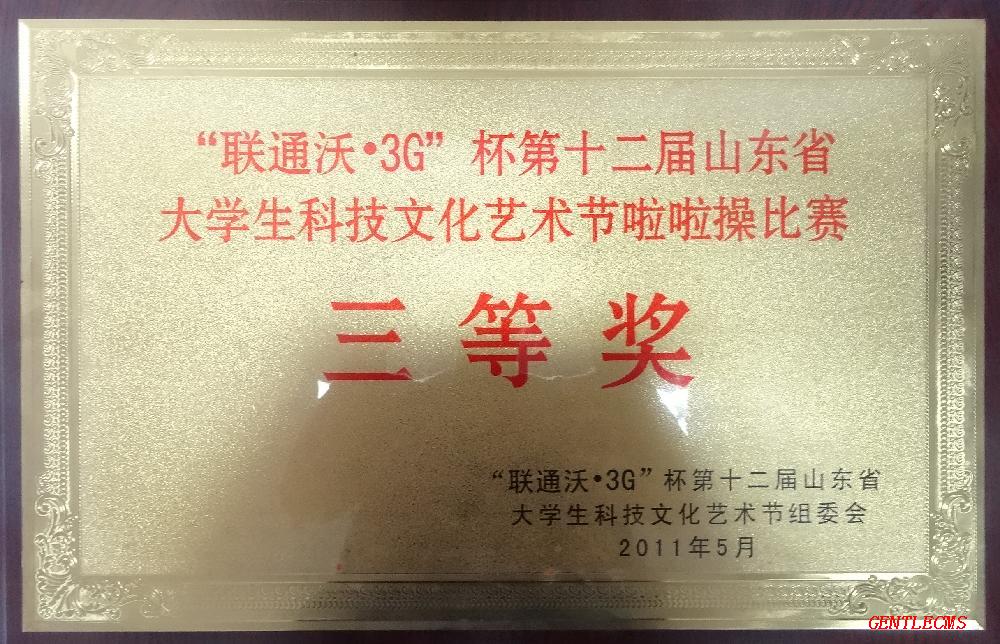 “联通沃·3G”杯第十二届山东省
大学生科技文化艺术节啦啦操比赛
三等奖
“联通沃·3G”杯第十二届山东省
大学生科技文化艺术节组委会
2011年5月
GENTLECMS